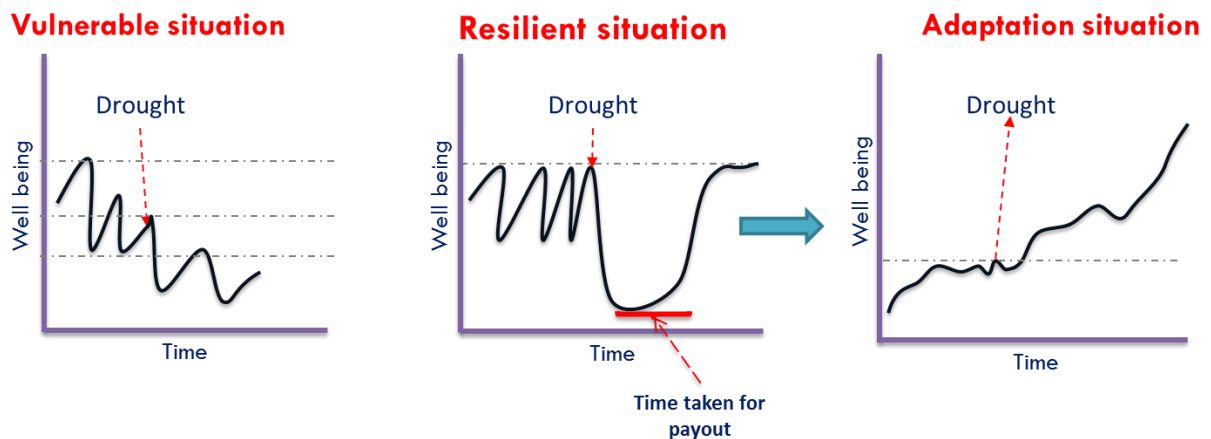 Vulnerable situation
Drought
Well being
Time
Resilient situation
Drought
Well being
Time
Time taken for
payout
Adaptation situation
Drought
Well being
Time